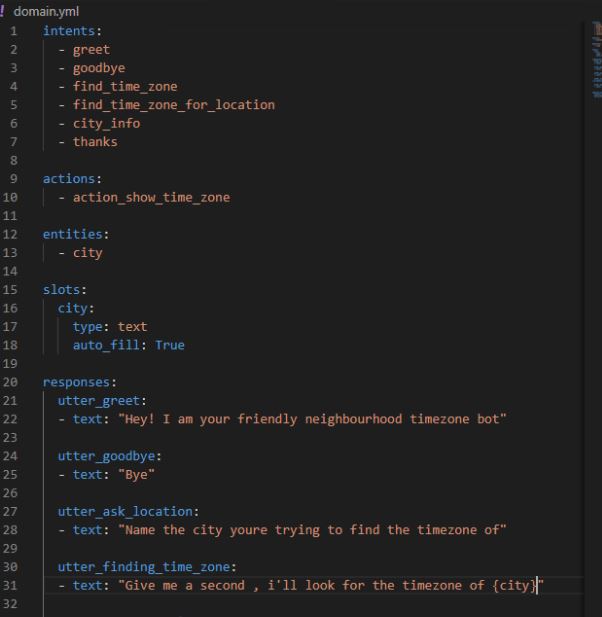 ! domain.yml
1 intents:
2   - greet
3   - goodbye
4   - find_time_zone
5   - find_time_zone_for_location
6   - city_info
7   - thanks
8
9 actions:
10   - action_show_time_zone
11
12 entities:
13   - city
14
15 slots:
16   city:
17     type: text
18     auto_fill: True
19
20 responses:
21   utter_greet:
22   - text: "Hey! I am your friendly neighbourhood timezone bot"
23
24   utter_goodbye:
25   - text: "Bye"
26
27   utter_ask_location:
28   - text: "Name the city youre trying to find the timezone of"
29
30   utter_finding_time_zone:
31   - text: "Give me a second , i'll look for the timezone of {city}"
32